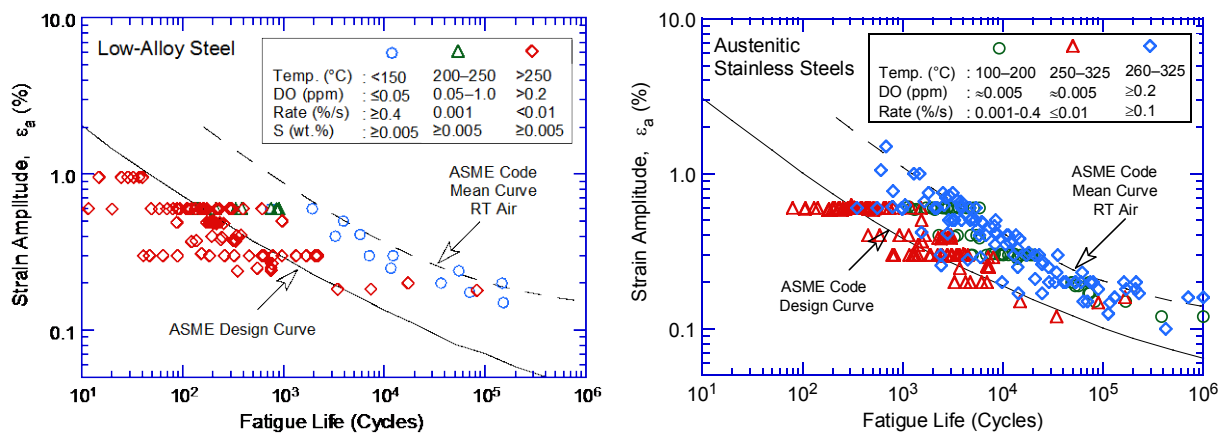 Low-Alloy Steel
Temp. (°C) : <150 200–250 >250
DO (ppm) : ≤0.05 0.05–1.0 >0.2
Rate (%/s) : ≥0.4 0.001 <0.01
S (wt.%) : ≥0.005 ≥0.005 ≥0.005
ASME Code
Mean Curve
RT Air
ASME Design Curve
10.0
1.0
0.1
Strain Amplitude, εa (%)
10¹ 10² 10³ 10⁴ 10⁵ 10⁶
Fatigue Life (Cycles)
Austenitic
Stainless Steels
Temp. (°C) : 100–200 250–325 260–325
DO (ppm) : ≈0.005 ≈0.005 ≥0.2
Rate (%/s) : 0.001-0.4 ≤0.01 ≥0.1
ASME Code
Mean Curve
RT Air
ASME Code
Design Curve
10.0
1.0
0.1
Strain Amplitude, εa (%)
10¹ 10² 10³ 10⁴ 10⁵ 10⁶
Fatigue Life (Cycles)